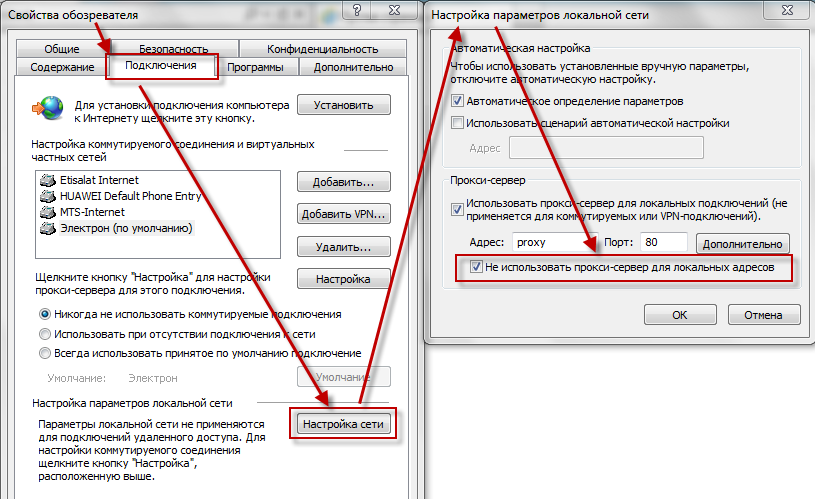 Свойства обозревателя
Общие
Безопасность
Конфиденциальность
Содержание
Подключения
Программы
Дополнительно
Для установки подключения компьютера
к Интернету щелкните эту кнопку.
Установить
Настройка коммутируемого соединения и виртуальных
частных сетей
Etisalat Internet
HUAWEI Default Phone Entry
MTS-Internet
Электрон (по умолчанию)
Добавить...
Добавить VPN...
Удалить...
Щелкните кнопку "Настройка" для настройки
прокси-сервера для этого подключения.
Настройка
Никогда не использовать коммутируемые подключения
Использовать при отсутствии подключения к сети
Всегда использовать принятое по умолчанию подключение
Умолчание:
Электрон
Умолчание
Настройка параметров локальной сети
Параметры локальной сети не применяются
для подключений удаленного доступа. Для
настройки коммутируемого соединения
щелкните кнопку "Настройка",
расположенную выше.
Настройка сети
Настройка параметров локальной сети
Автоматическая настройка
Чтобы использовать установленные вручную параметры,
отключите автоматическую настройку.
Автоматическое определение параметров
Использовать сценарий автоматической настройки
Адрес
Прокси-сервер
Использовать прокси-сервер для локальных подключений (не
применяется для коммутируемых или VPN-подключений).
Адрес:
proxy
Порт:
80
Дополнительно
Не использовать прокси-сервер для локальных адресов
ОК
Отмена